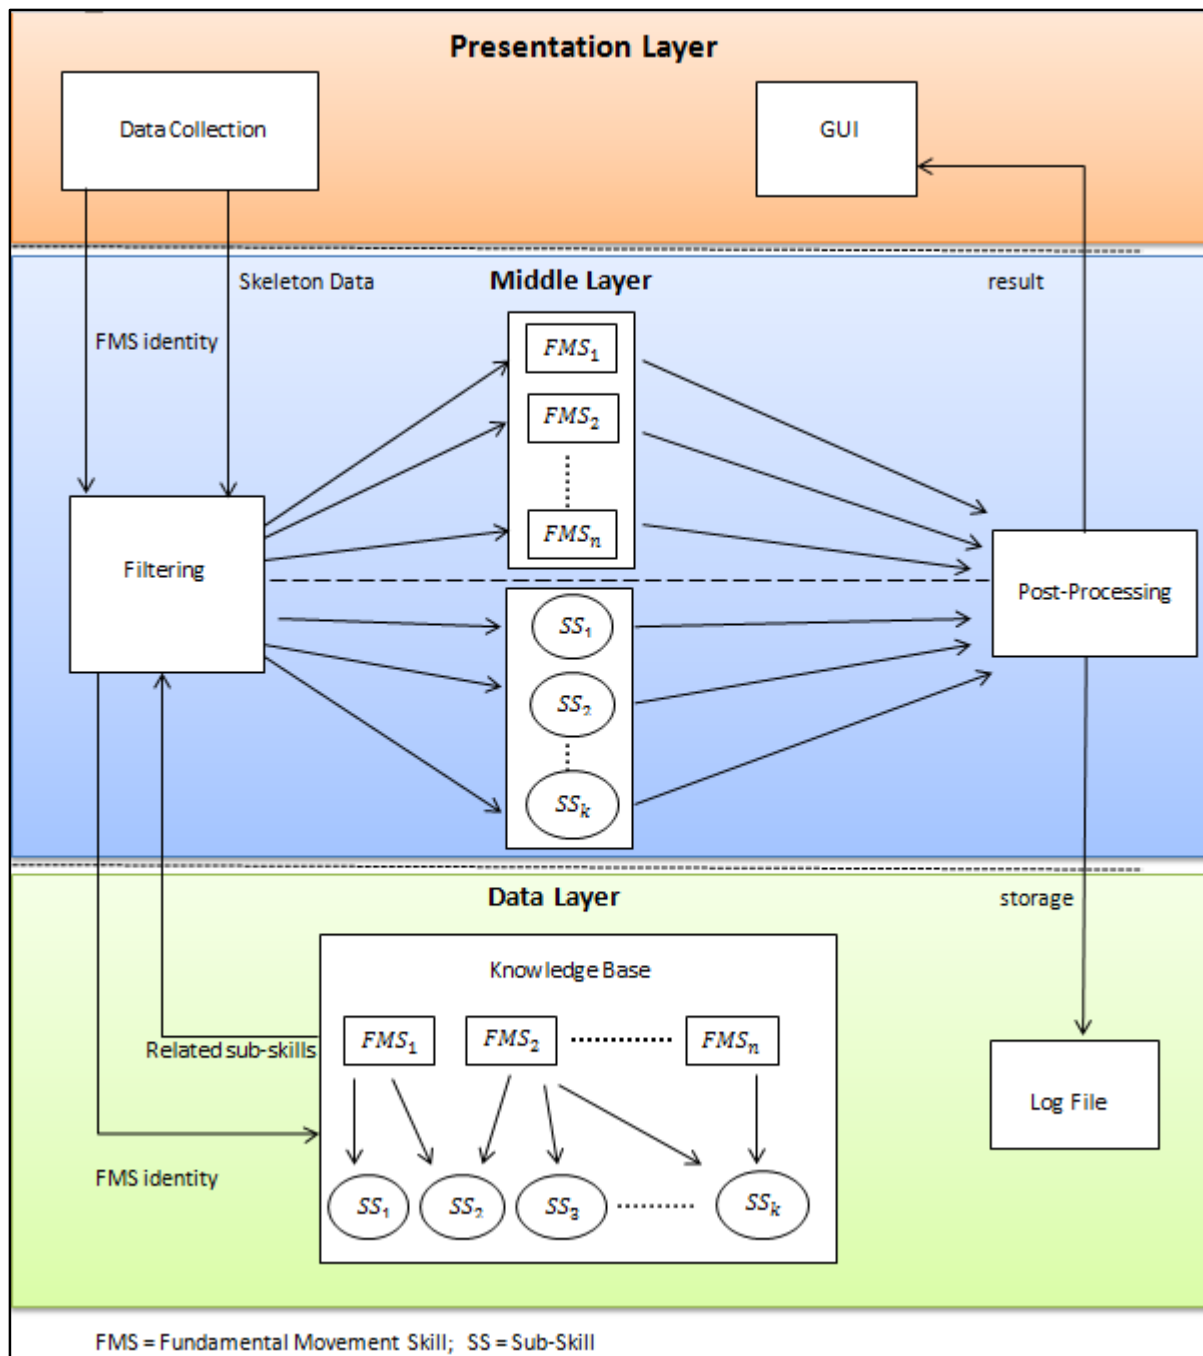 Presentation Layer
Data Collection
GUI
Skeleton Data
Middle Layer
result
FMS identity
FMS₁
FMS₂
FMSₙ
Filtering
Post-Processing
SS₁
SS₂
SSₖ
Data Layer
storage
Knowledge Base
Related sub-skills
FMS₁
FMS₂
FMSₙ
Log File
FMS identity
SS₁
SS₂
SS₃
SSₖ
FMS = Fundamental Movement Skill; SS = Sub-Skill